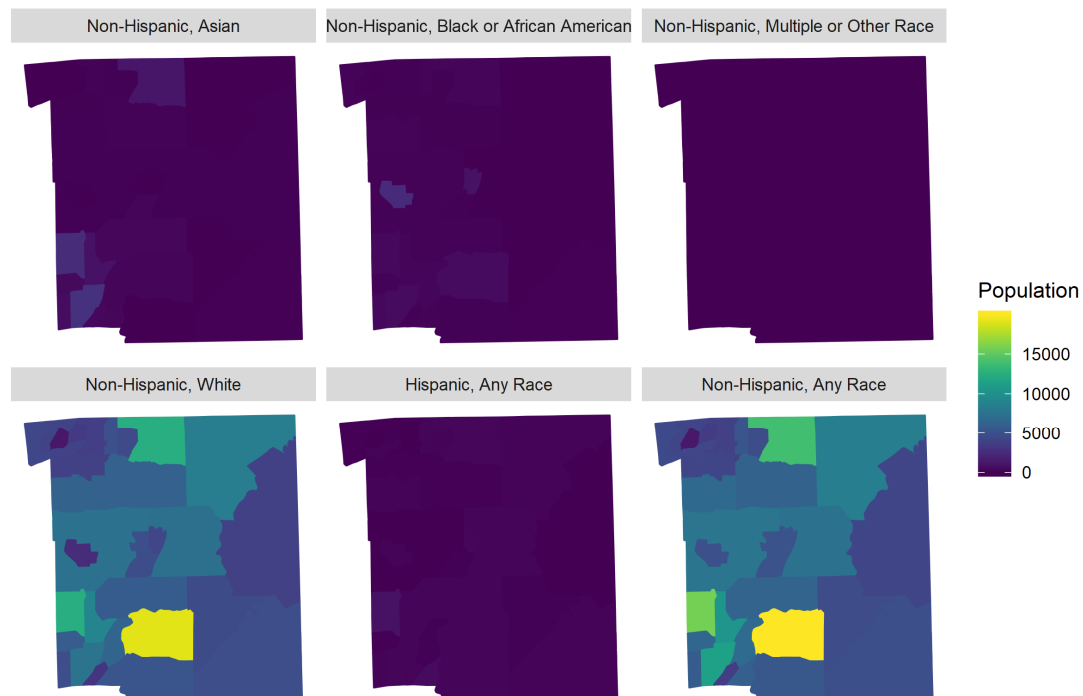 Non-Hispanic, Asian
Non-Hispanic, Black or African American
Non-Hispanic, Multiple or Other Race
Population
15000
10000
5000
0
Non-Hispanic, White
Hispanic, Any Race
Non-Hispanic, Any Race